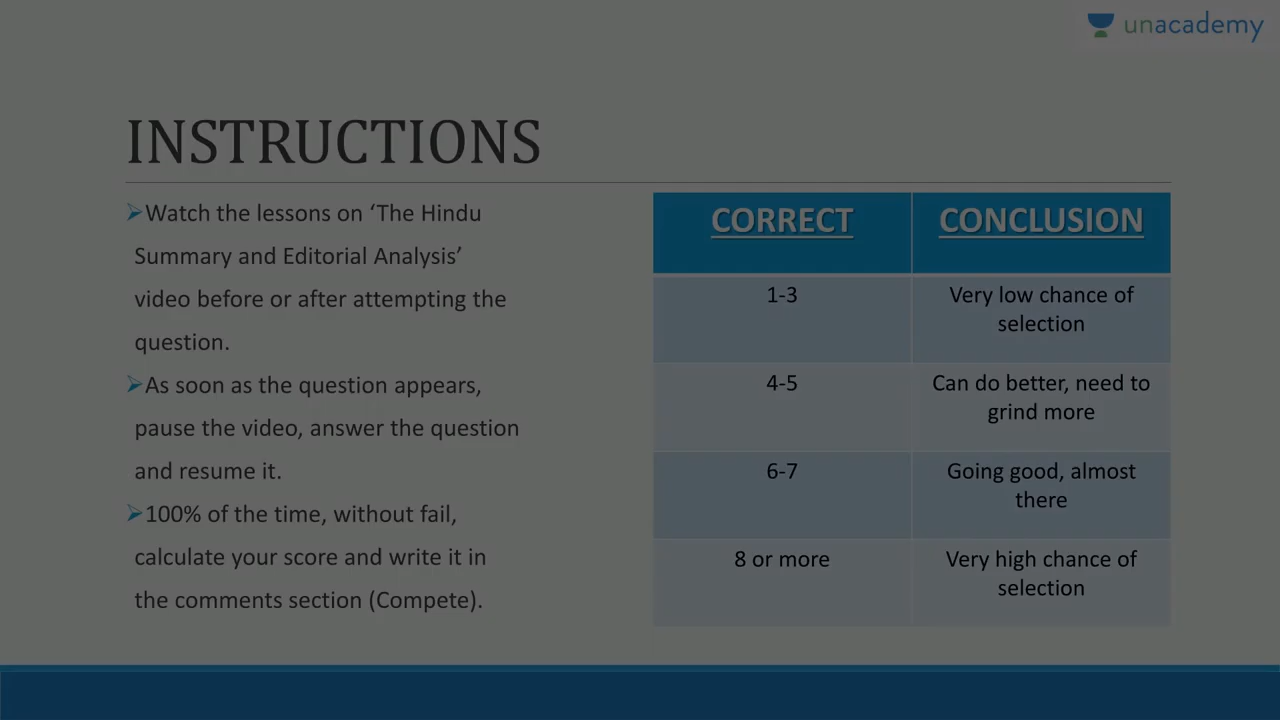 unacademy
INSTRUCTIONS
➢Watch the lessons on ‘The Hindu
Summary and Editorial Analysis’
video before or after attempting the
question.
➢As soon as the question appears,
pause the video, answer the question
and resume it.
➢100% of the time, without fail,
calculate your score and write it in
the comments section (Compete).
CORRECT CONCLUSION
1-3 Very low chance of
selection
4-5 Can do better, need to
grind more
6-7 Going good, almost
there
8 or more Very high chance of
selection